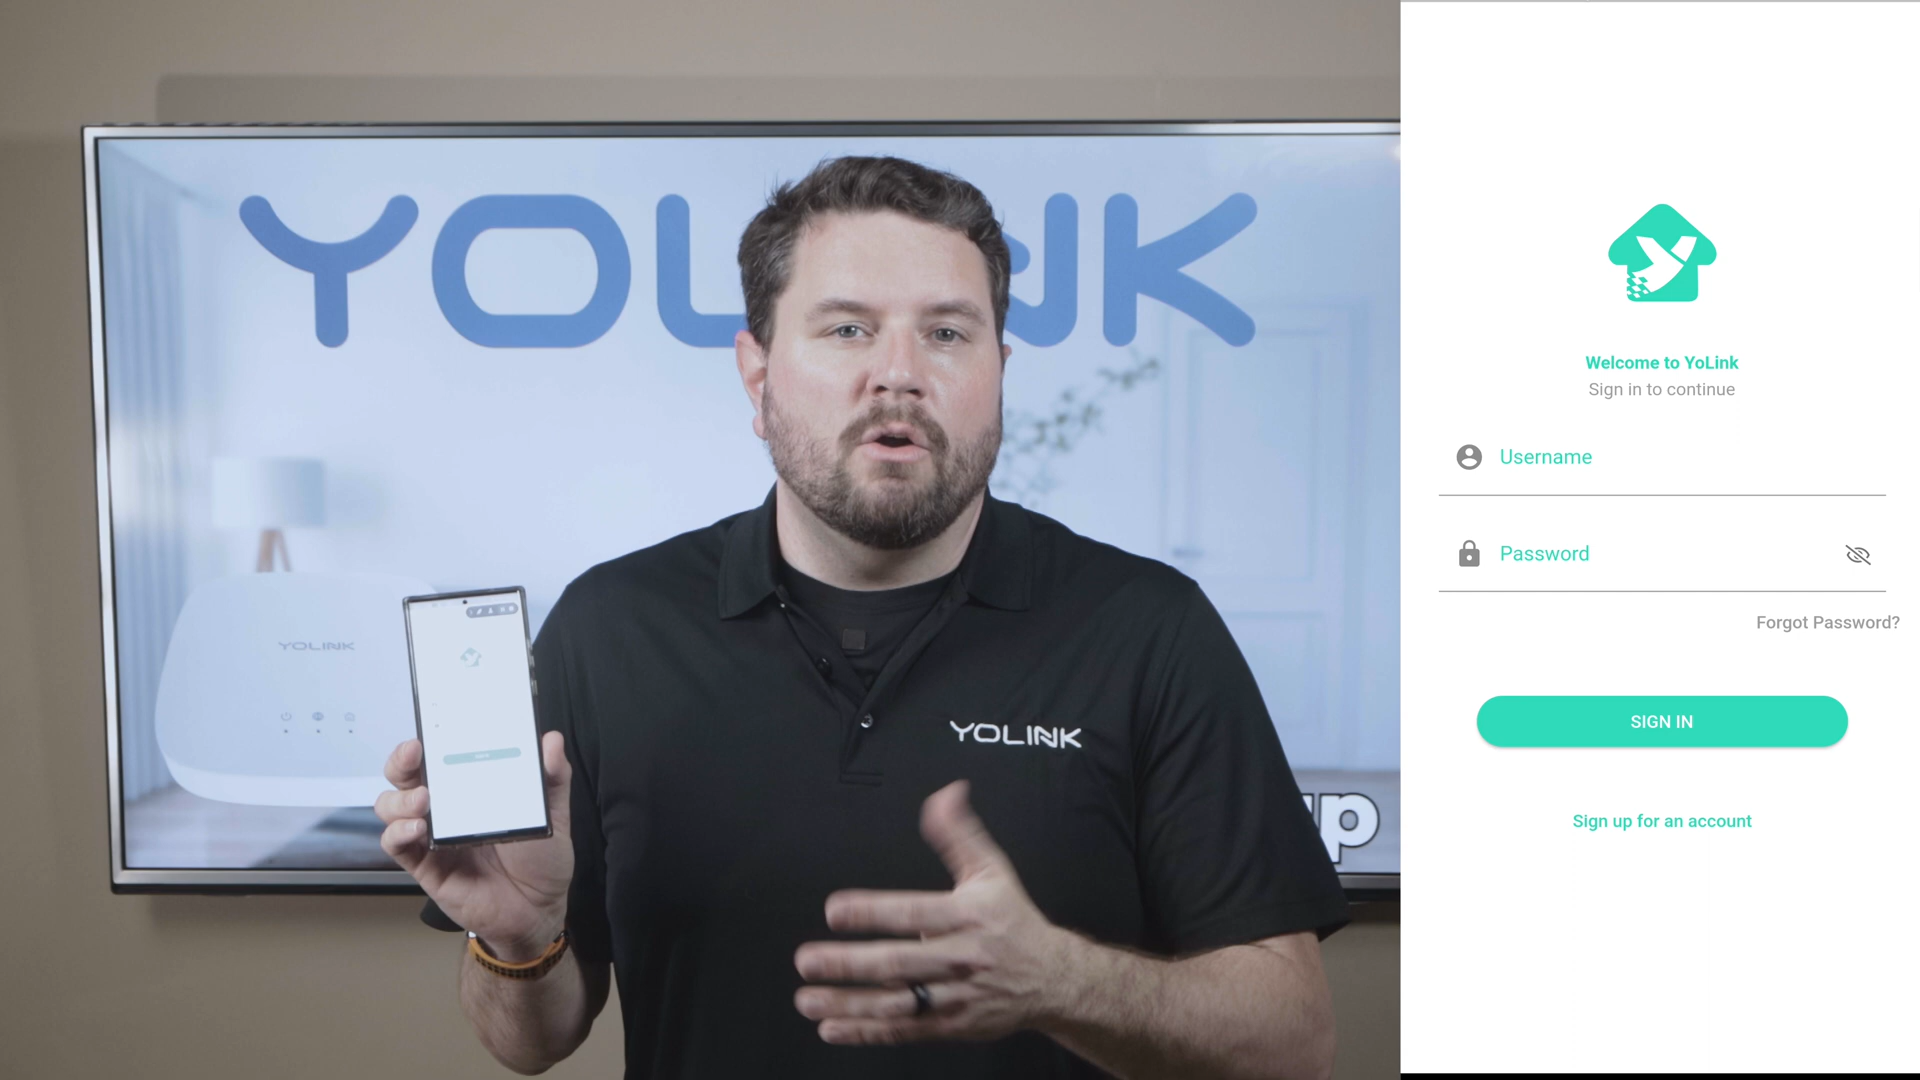 YOLINK
YOLINK
YOLINK
up
Welcome to YoLink
Sign in to continue
Username
Password
Forgot Password?
SIGN IN
Sign up for an account